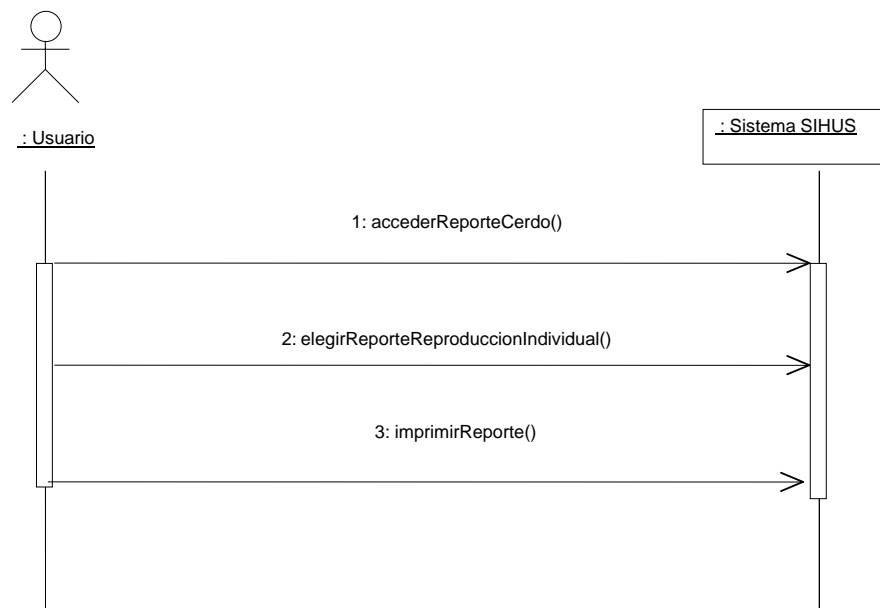 : Usuario
: Sistema SIHUS
1: accederReporteCerdo()
2: elegirReporteReproduccionIndividual()
3: imprimirReporte()